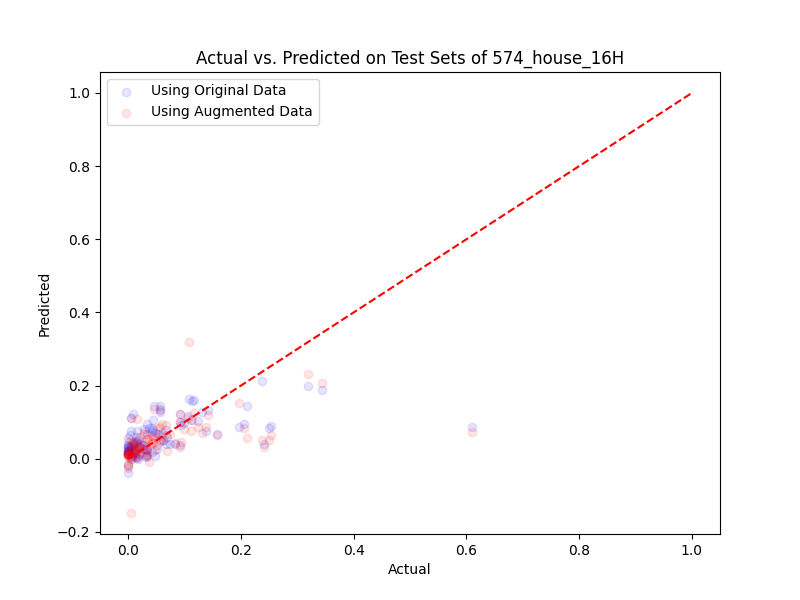 Actual vs. Predicted on Test Sets of 574_house_16H
Using Original Data
Using Augmented Data
1.0
0.8
0.6
0.4
0.2
0.0
−0.2
Predicted
0.0 0.2 0.4 0.6 0.8 1.0
Actual